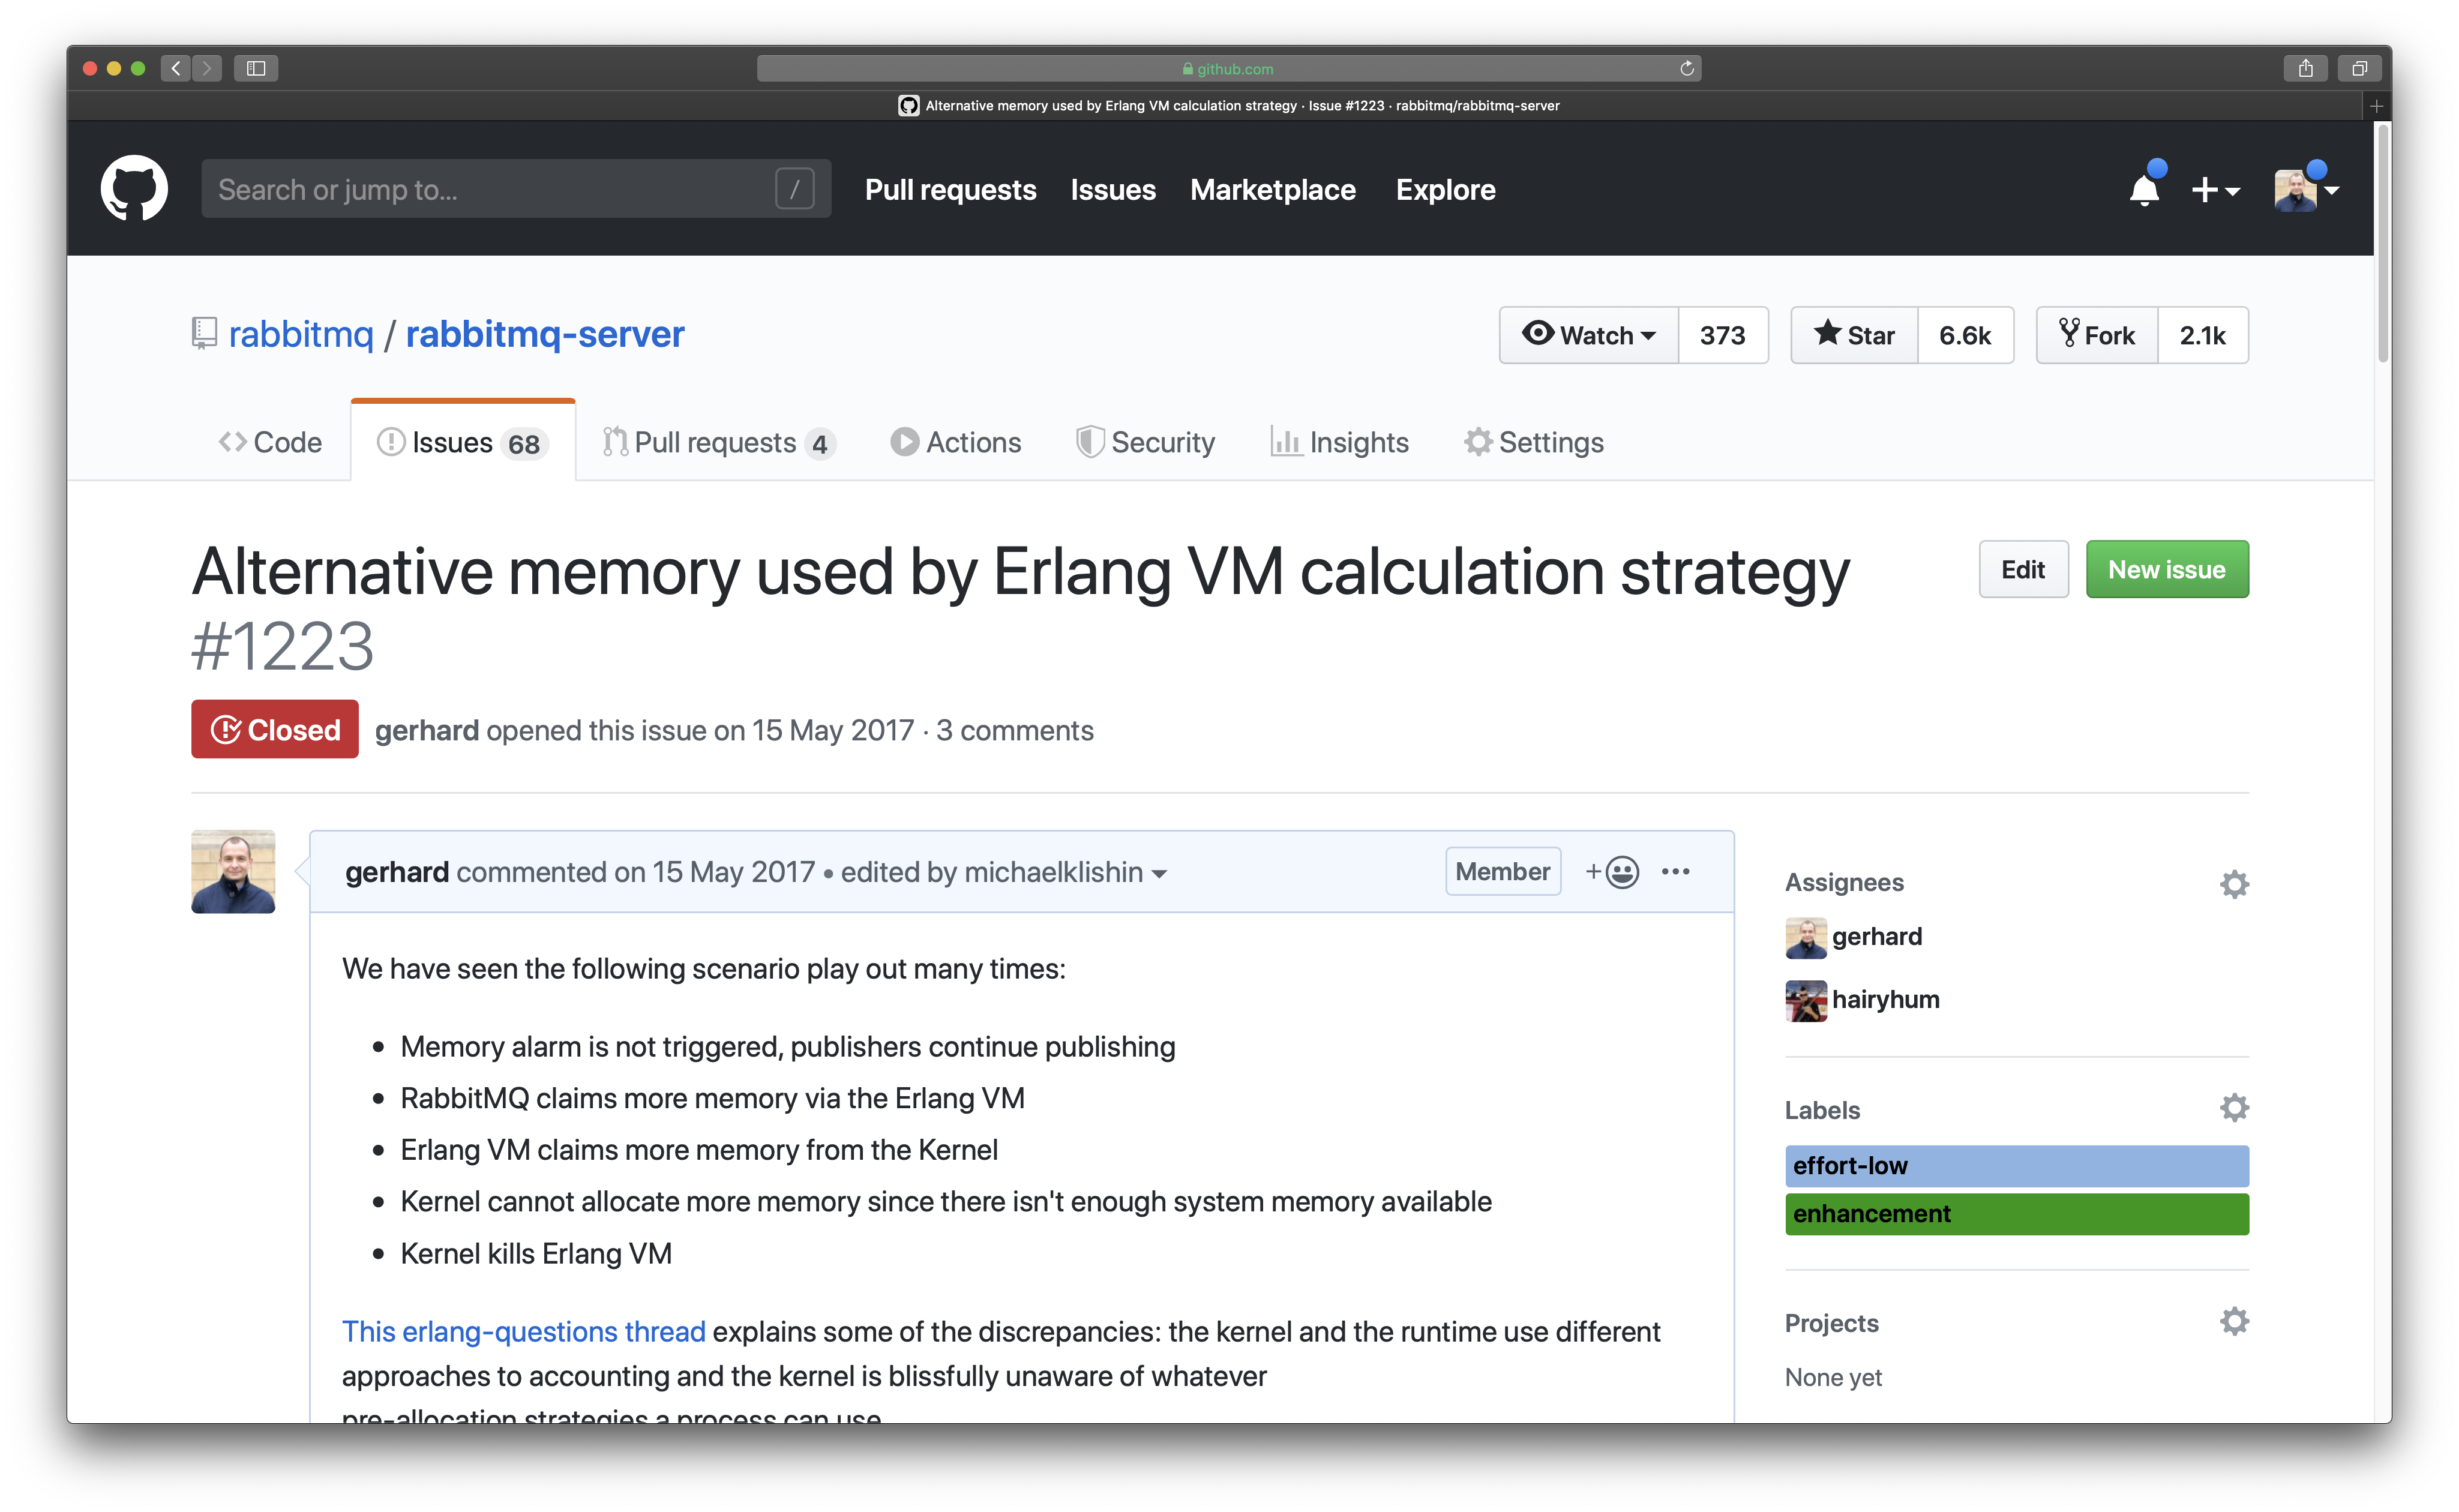 github.com
Alternative memory used by Erlang VM calculation strategy · Issue #1223 · rabbitmq/rabbitmq-server
Search or jump to... /
Pull requests Issues Marketplace Explore
rabbitmq / rabbitmq-server
Watch 373 Star 6.6k Fork 2.1k
Code Issues 68 Pull requests 4 Actions Security Insights Settings
Alternative memory used by Erlang VM calculation strategy
#1223
Edit New issue
Closed gerhard opened this issue on 15 May 2017 · 3 comments
gerhard commented on 15 May 2017 • edited by michaelklishin Member
We have seen the following scenario play out many times:
• Memory alarm is not triggered, publishers continue publishing
• RabbitMQ claims more memory via the Erlang VM
• Erlang VM claims more memory from the Kernel
• Kernel cannot allocate more memory since there isn't enough system memory available
• Kernel kills Erlang VM
This erlang-questions thread explains some of the discrepancies: the kernel and the runtime use different
approaches to accounting and the kernel is blissfully unaware of whatever
pre-allocation strategies a process can use
Assignees
gerhard
hairyhum
Labels
effort-low
enhancement
Projects
None yet